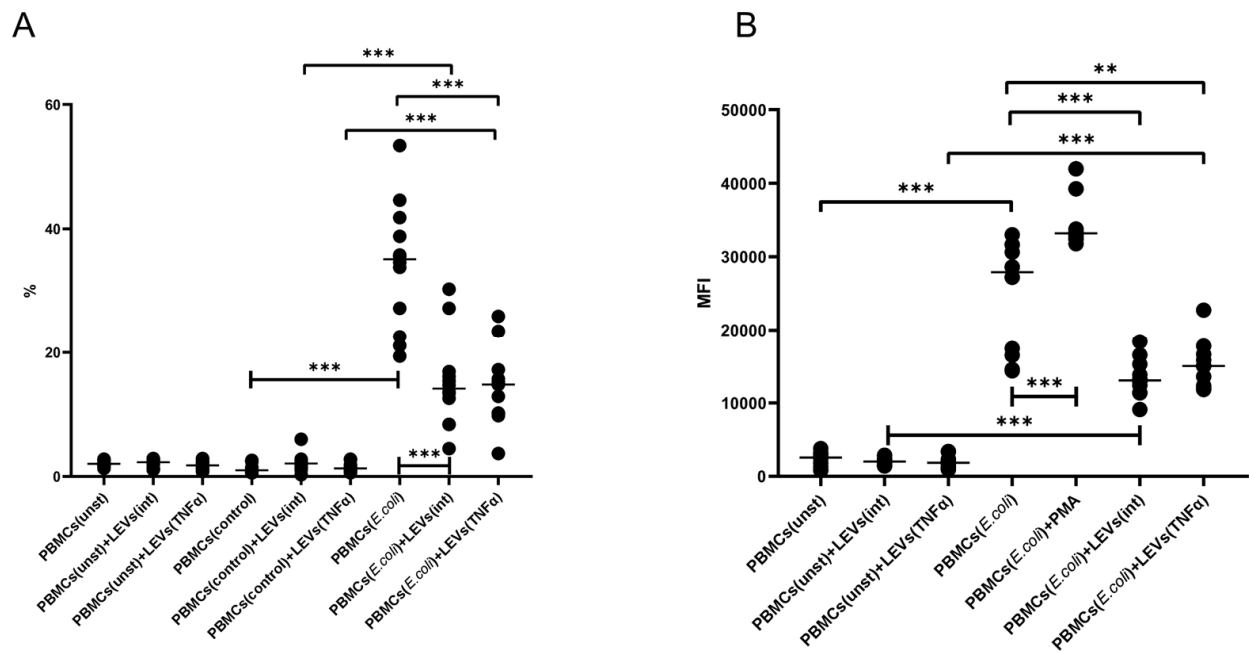 A
***
***
***
60
40
20
0
%
***
***
PBMCs(unst)
PBMCs(unst)+LEVs(int)
PBMCs(unst)+LEVs(TNFα)
PBMCs(control)
PBMCs(control)+LEVs(int)
PBMCs(control)+LEVs(TNFα)
PBMCs(E.coli)
PBMCs(E.coli)+LEVs(int)
PBMCs(E.coli)+LEVs(TNFα)
B
**
***
***
***
50000
40000
30000
20000
10000
0
MFI
***
***
PBMCs(unst)
PBMCs(unst)+LEVs(int)
PBMCs(unst)+LEVs(TNFα)
PBMCs(E.coli)
PBMCs(E.coli)+PMA
PBMCs(E.coli)+LEVs(int)
PBMCs(E.coli)+LEVs(TNFα)